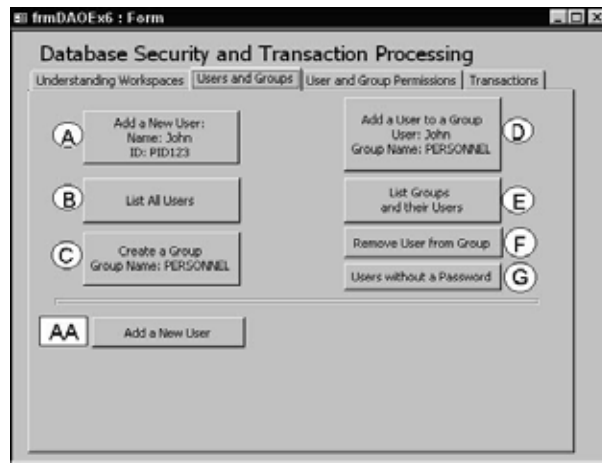 frmDAOEx6 : Form
Database Security and Transaction Processing
Understanding Workspaces
Users and Groups
User and Group Permissions
Transactions
A
Add a New User:
Name: John
ID: PID123
B
List All Users
C
Create a Group
Group Name: PERSONNEL
Add a User to a Group
User: John
Group Name: PERSONNEL
D
List Groups
and their Users
E
Remove User from Group
F
Users without a Password
G
AA
Add a New User